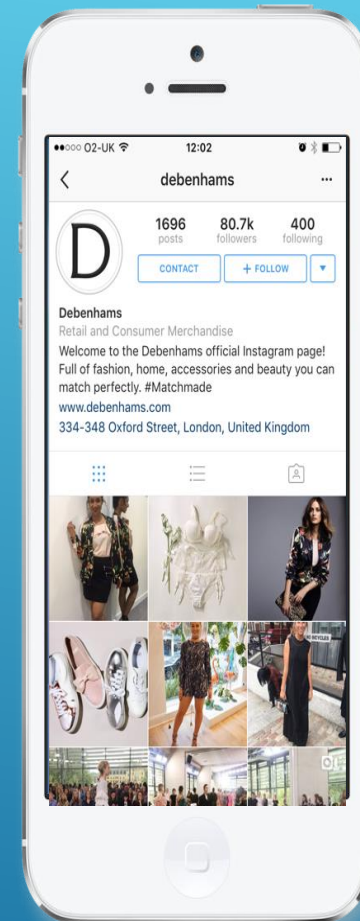 ●●○○○ O2-UK 12:02
debenhams ...
1696 80.7k 400
posts followers following
CONTACT + FOLLOW
D
Debenhams
Retail and Consumer Merchandise
Welcome to the Debenhams official Instagram page!
Full of fashion, home, accessories and beauty you can
match perfectly. #Matchmade
www.debenhams.com
334-348 Oxford Street, London, United Kingdom